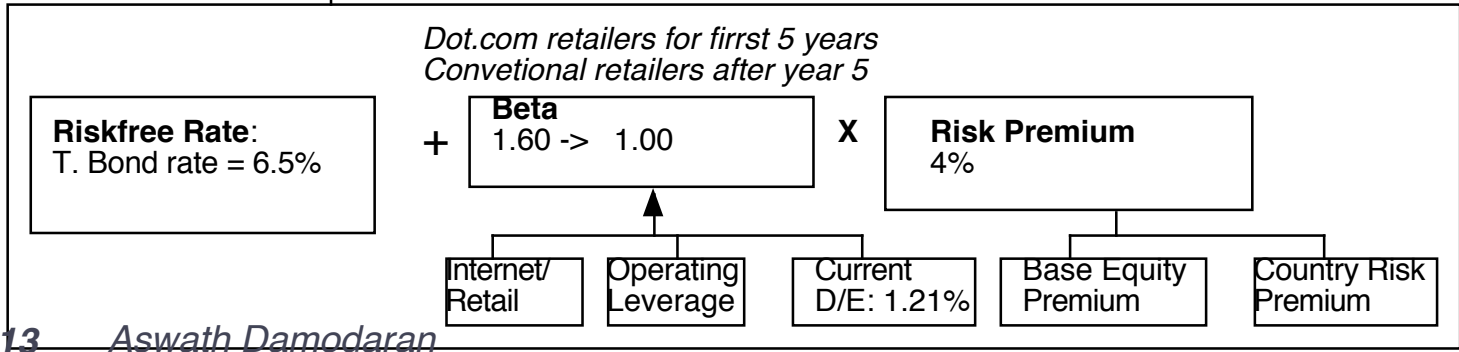 Dot.com retailers for firrst 5 years
Convetional retailers after year 5
Riskfree Rate:
T. Bond rate = 6.5%
+
Beta
1.60 -> 1.00
X
Risk Premium
4%
Internet/
Retail
Operating
Leverage
Current
D/E: 1.21%
Base Equity
Premium
Country Risk
Premium
13 Aswath Damodaran